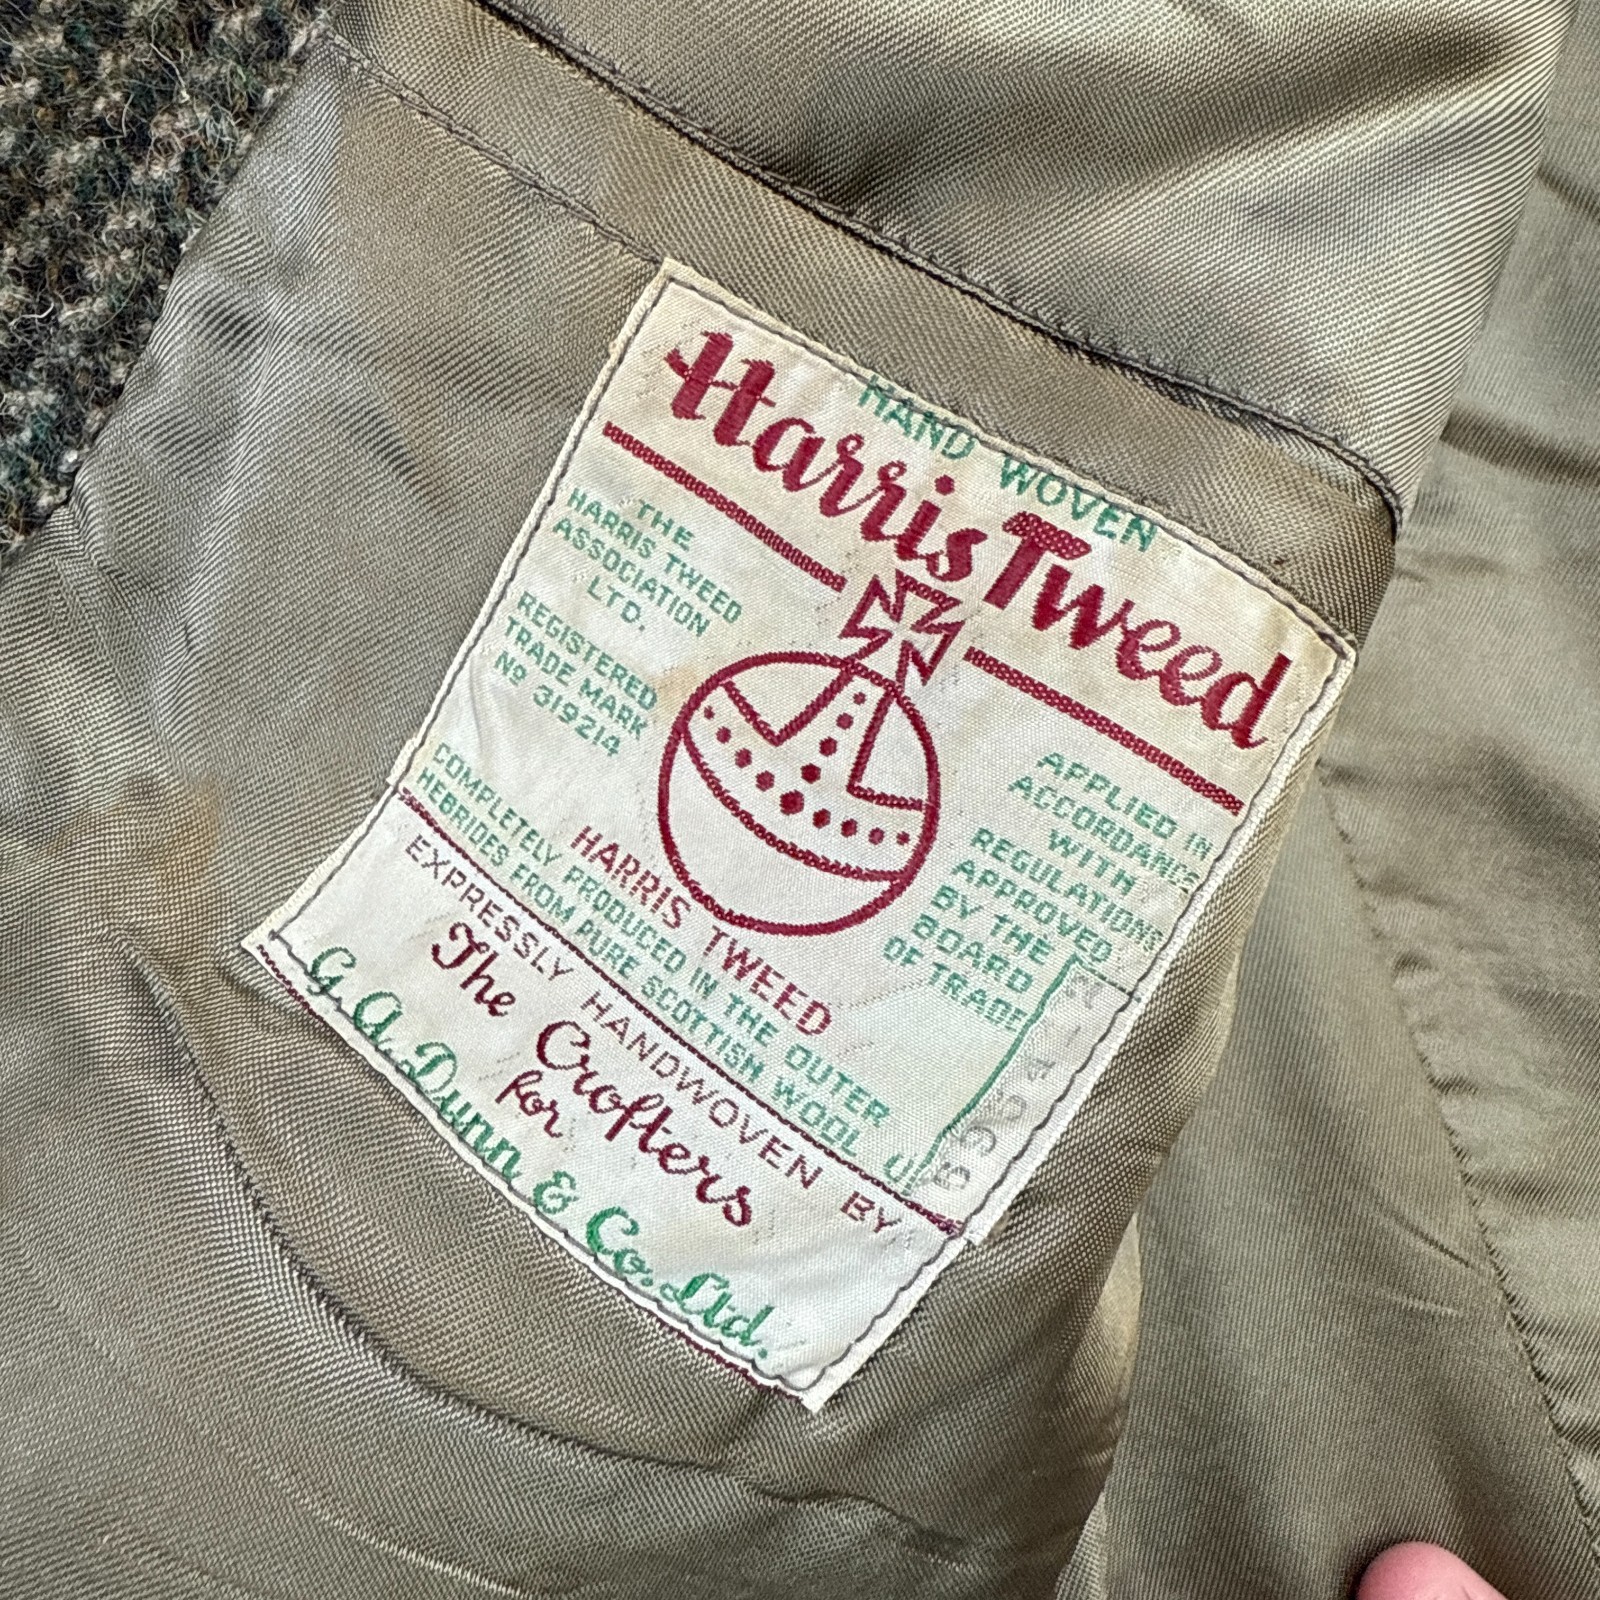 HAND WOVEN
Harris Tweed
THE
HARRIS TWEED
ASSOCIATION
LTD.
REGISTERED
TRADE MARK
Nº 319214
APPLIED IN
ACCORDANCE
WITH
REGULATIONS
APPROVED
BY THE
BOARD
OF TRADE
HARRIS TWEED
COMPLETELY PRODUCED IN THE OUTER
HEBRIDES FROM PURE SCOTTISH WOOL
EXPRESSLY HANDWOVEN BY
The Crofters
for
G.A. Dunn & Co. Ltd.